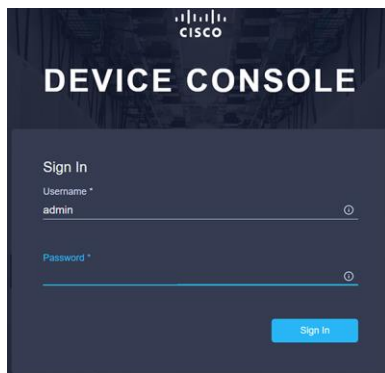 CISCO
DEVICE CONSOLE
Sign In
Username *
admin
Password *
Sign In